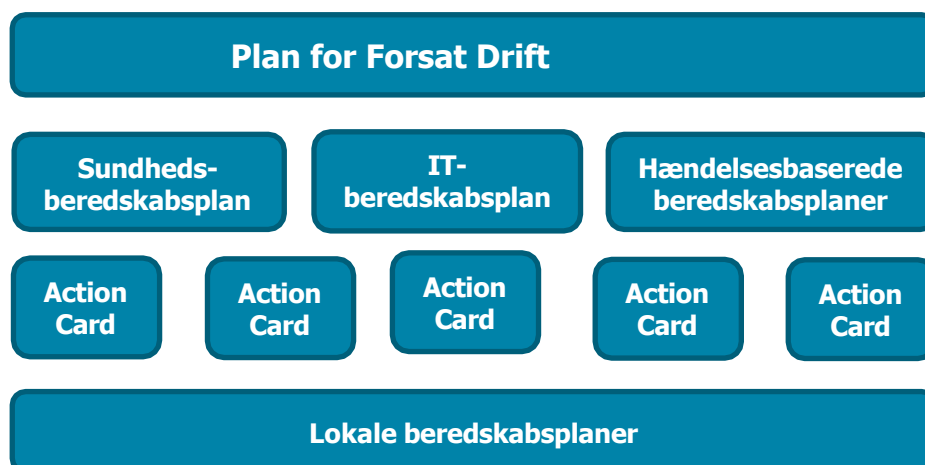 Plan for Forsat Drift
Sundheds-
beredskabsplan
IT-
beredskabsplan
Hændelsesbaserede
beredskabsplaner
Action
Card
Action
Card
Action
Card
Action
Card
Action
Card
Lokale beredskabsplaner